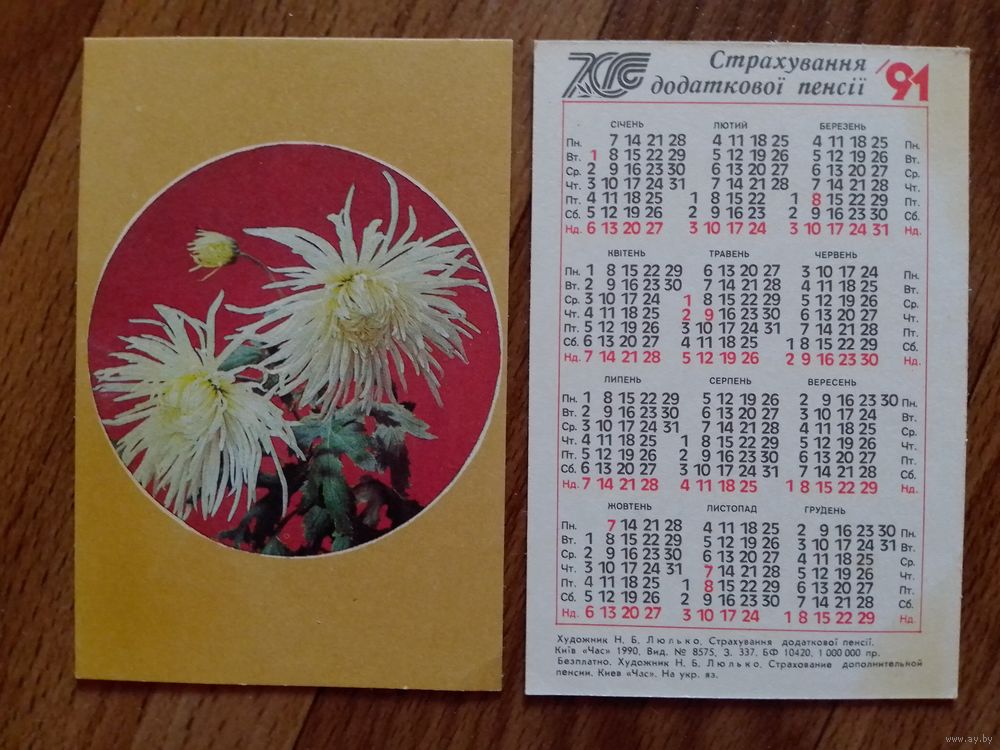 Страхування
додаткової пенсії
'91
СІЧЕНЬ ЛЮТИЙ БЕРЕЗЕНЬ
Пн. 7 14 21 28 4 11 18 25 4 11 18 25 Пн.
Вт. 1 8 15 22 29 5 12 19 26 5 12 19 26 Вт.
Ср. 2 9 16 23 30 6 13 20 27 6 13 20 27 Ср.
Чт. 3 10 17 24 31 7 14 21 28 7 14 21 28 Чт.
Пт. 4 11 18 25 1 8 15 22 1 8 15 22 29 Пт.
Сб. 5 12 19 26 2 9 16 23 2 9 16 23 30 Сб.
Нд. 6 13 20 27 3 10 17 24 3 10 17 24 31 Нд.
КВІТЕНЬ ТРАВЕНЬ ЧЕРВЕНЬ
Пн. 1 8 15 22 29 6 13 20 27 3 10 17 24 Пн.
Вт. 2 9 16 23 30 7 14 21 28 4 11 18 25 Вт.
Ср. 3 10 17 24 1 8 15 22 29 5 12 19 26 Ср.
Чт. 4 11 18 25 2 9 16 23 30 6 13 20 27 Чт.
Пт. 5 12 19 26 3 10 17 24 31 7 14 21 28 Пт.
Сб. 6 13 20 27 4 11 18 25 1 8 15 22 29 Сб.
Нд. 7 14 21 28 5 12 19 26 2 9 16 23 30 Нд.
ЛИПЕНЬ СЕРПЕНЬ ВЕРЕСЕНЬ
Пн. 1 8 15 22 29 5 12 19 26 2 9 16 23 30 Пн.
Вт. 2 9 16 23 30 6 13 20 27 3 10 17 24 Вт.
Ср. 3 10 17 24 31 7 14 21 28 4 11 18 25 Ср.
Чт. 4 11 18 25 1 8 15 22 29 5 12 19 26 Чт.
Пт. 5 12 19 26 2 9 16 23 30 6 13 20 27 Пт.
Сб. 6 13 20 27 3 10 17 24 31 7 14 21 28 Сб.
Нд. 7 14 21 28 4 11 18 25 1 8 15 22 29 Нд.
ЖОВТЕНЬ ЛИСТОПАД ГРУДЕНЬ
Пн. 7 14 21 28 4 11 18 25 2 9 16 23 30 Пн.
Вт. 1 8 15 22 29 5 12 19 26 3 10 17 24 31 Вт.
Ср. 2 9 16 23 30 6 13 20 27 4 11 18 25 Ср.
Чт. 3 10 17 24 31 7 14 21 28 5 12 19 26 Чт.
Пт. 4 11 18 25 1 8 15 22 29 6 13 20 27 Пт.
Сб. 5 12 19 26 2 9 16 23 30 7 14 21 28 Сб.
Нд. 6 13 20 27 3 10 17 24 1 8 15 22 29 Нд.
Художник Н. Б. Люлько. Страхування додаткової пенсії.
Київ «Час» 1990. Вид. № 8575, З. 337. БФ 10420. 1 000 000 пр.
Безплатно. Художник Н. Б. Люлько. Страхование дополнительной
пенсии. Киев «Час». На укр. яз.
www.ay.by